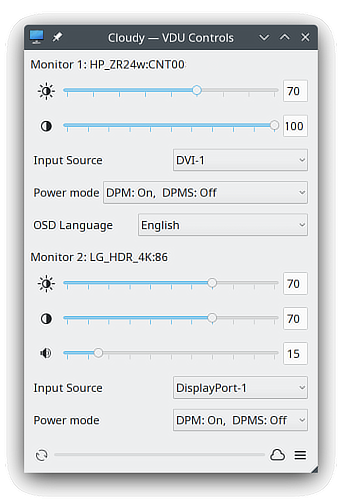 Cloudy — VDU Controls
Monitor 1: HP_ZR24w:CNT00
70
100
Input Source DVI-1
Power mode DPM: On, DPMS: Off
OSD Language English
Monitor 2: LG_HDR_4K:86
70
70
15
Input Source DisplayPort-1
Power mode DPM: On, DPMS: Off